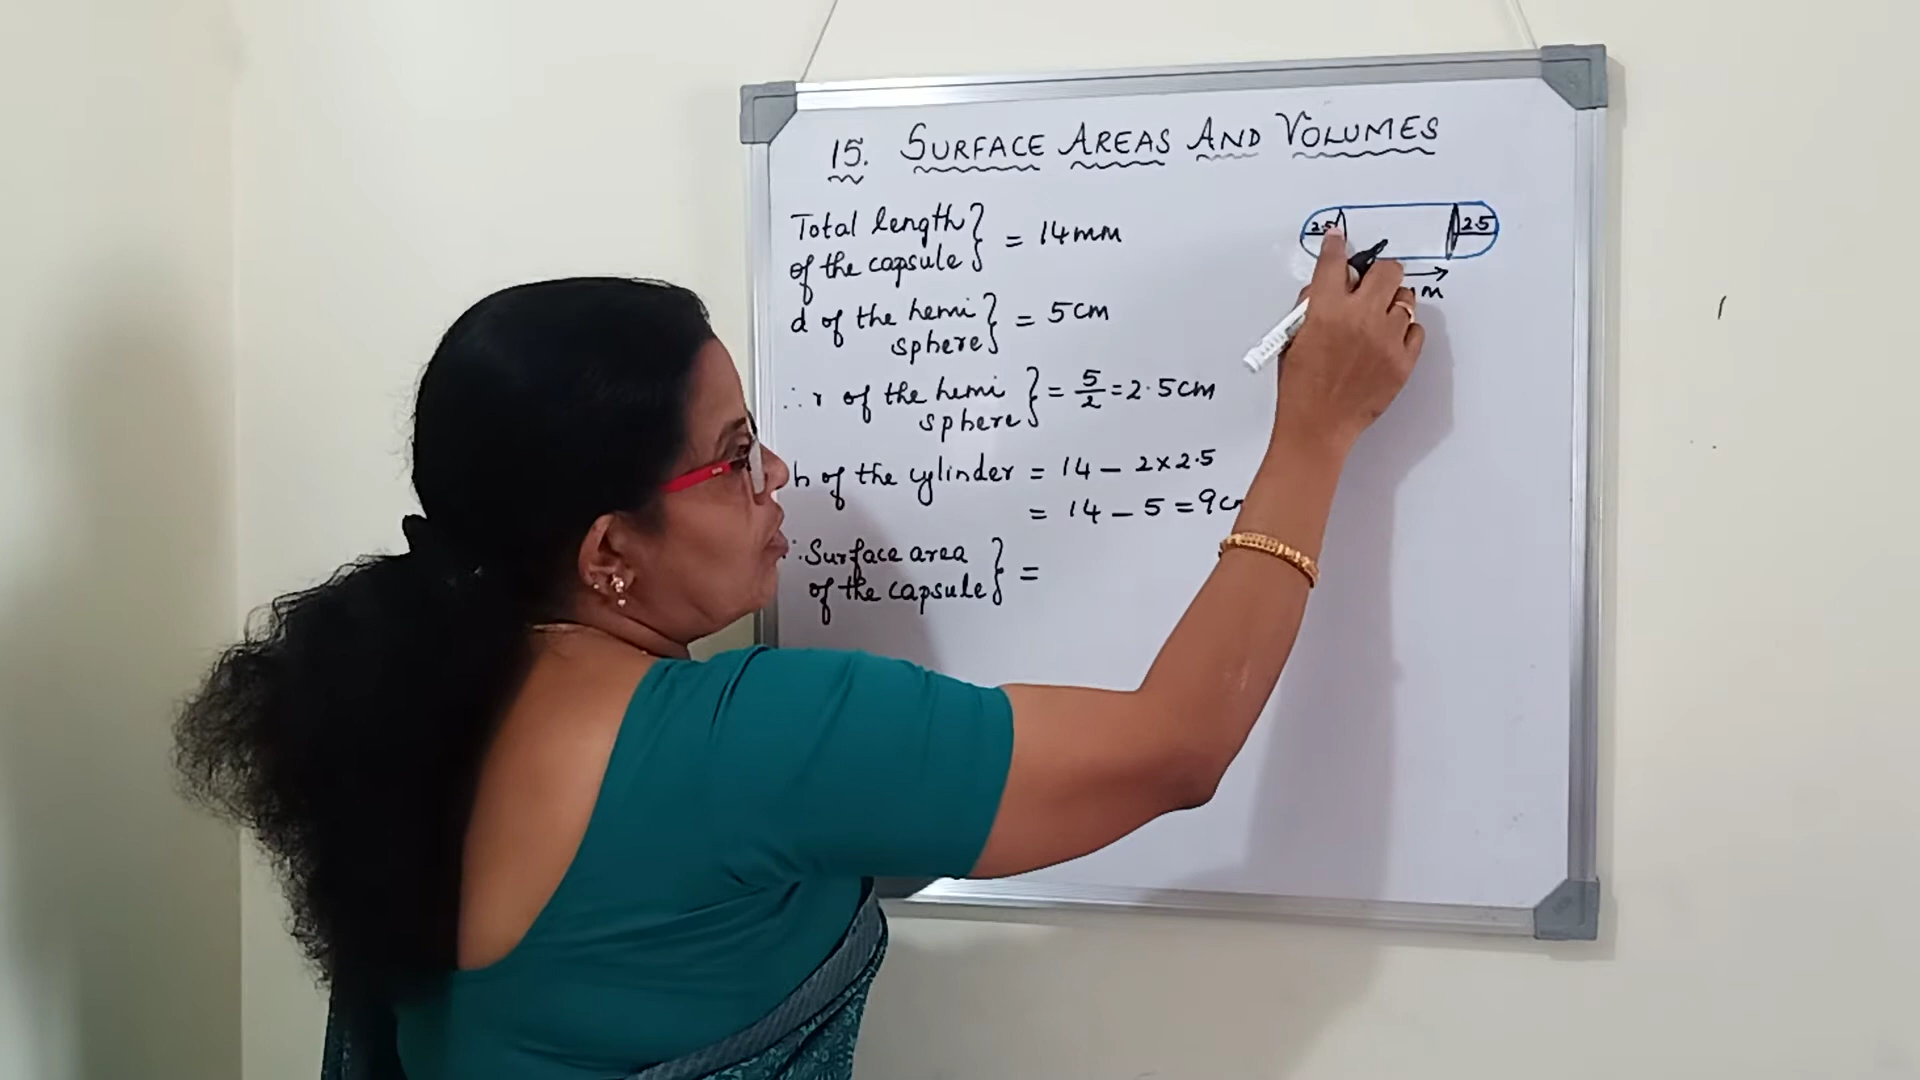 15. SURFACE AREAS AND VOLUMES
Total length
of the capsule } = 14mm
d of the hemi
sphere } = 5cm
∴ r of the hemi
sphere } = 5/2 = 2.5cm
h of the cylinder = 14 – 2×2.5
= 14 – 5 = 9c
∴ Surface area
of the capsule } =
2.5
2.5